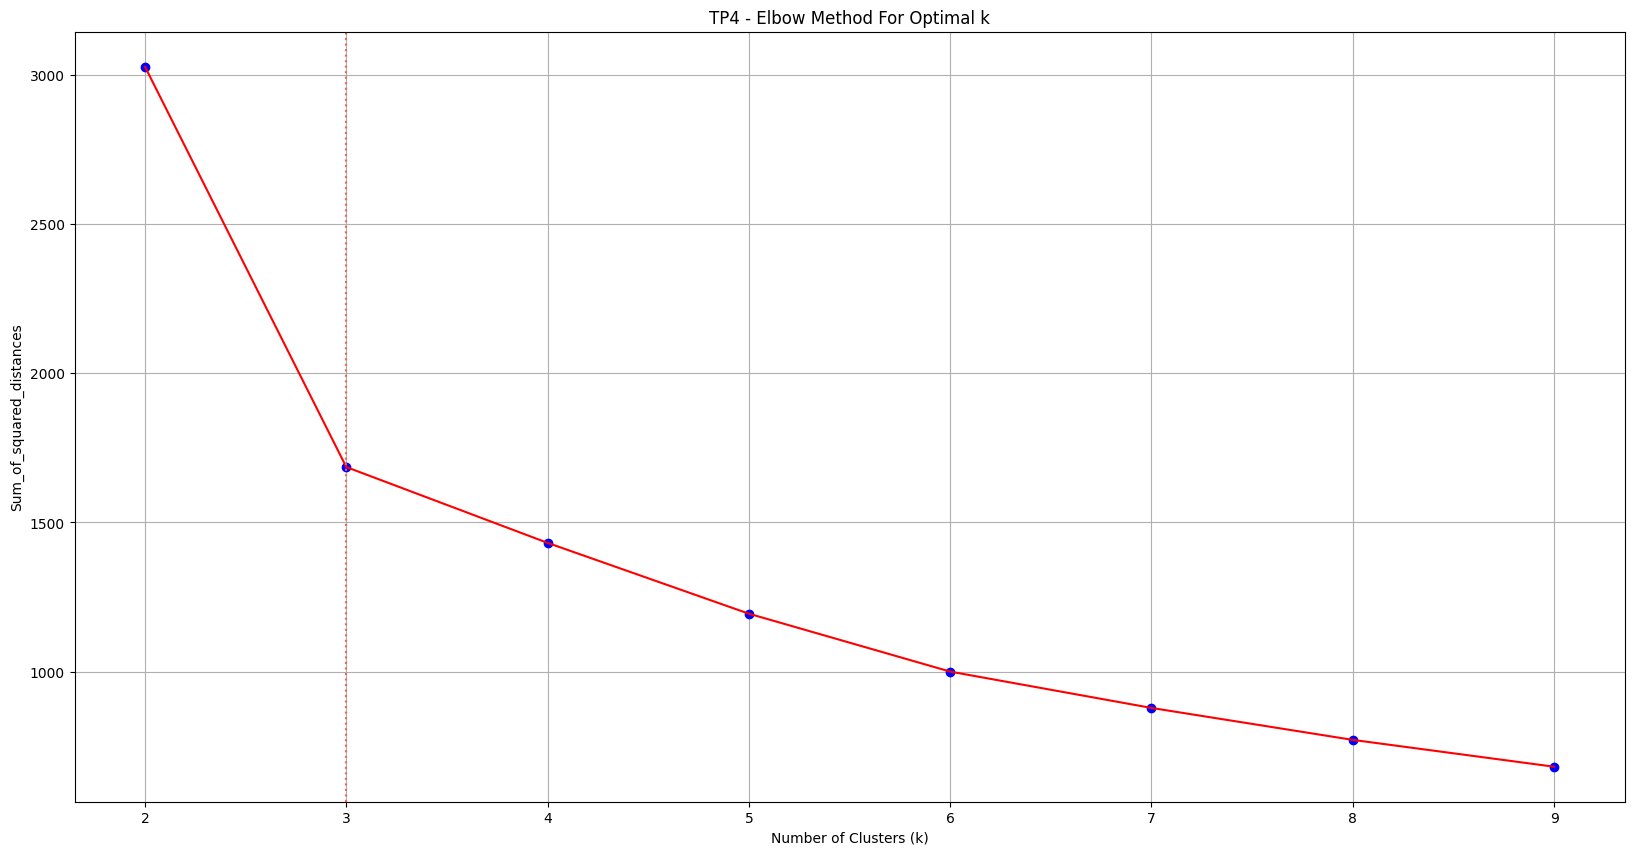 TP4 - Elbow Method For Optimal k
Sum_of_squared_distances
3000
2500
2000
1500
1000
2 3 4 5 6 7 8 9
Number of Clusters (k)